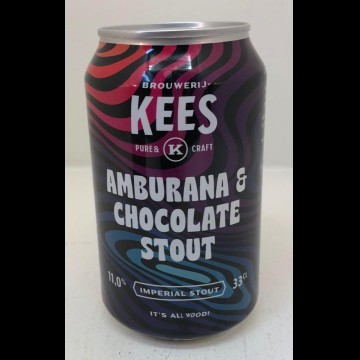 BROUWERIJ
KEES
PURE & K CRAFT
AMBURANA &
CHOCOLATE
STOUT
11,0% IMPERIAL STOUT 33CL
IT'S ALL WOOD!